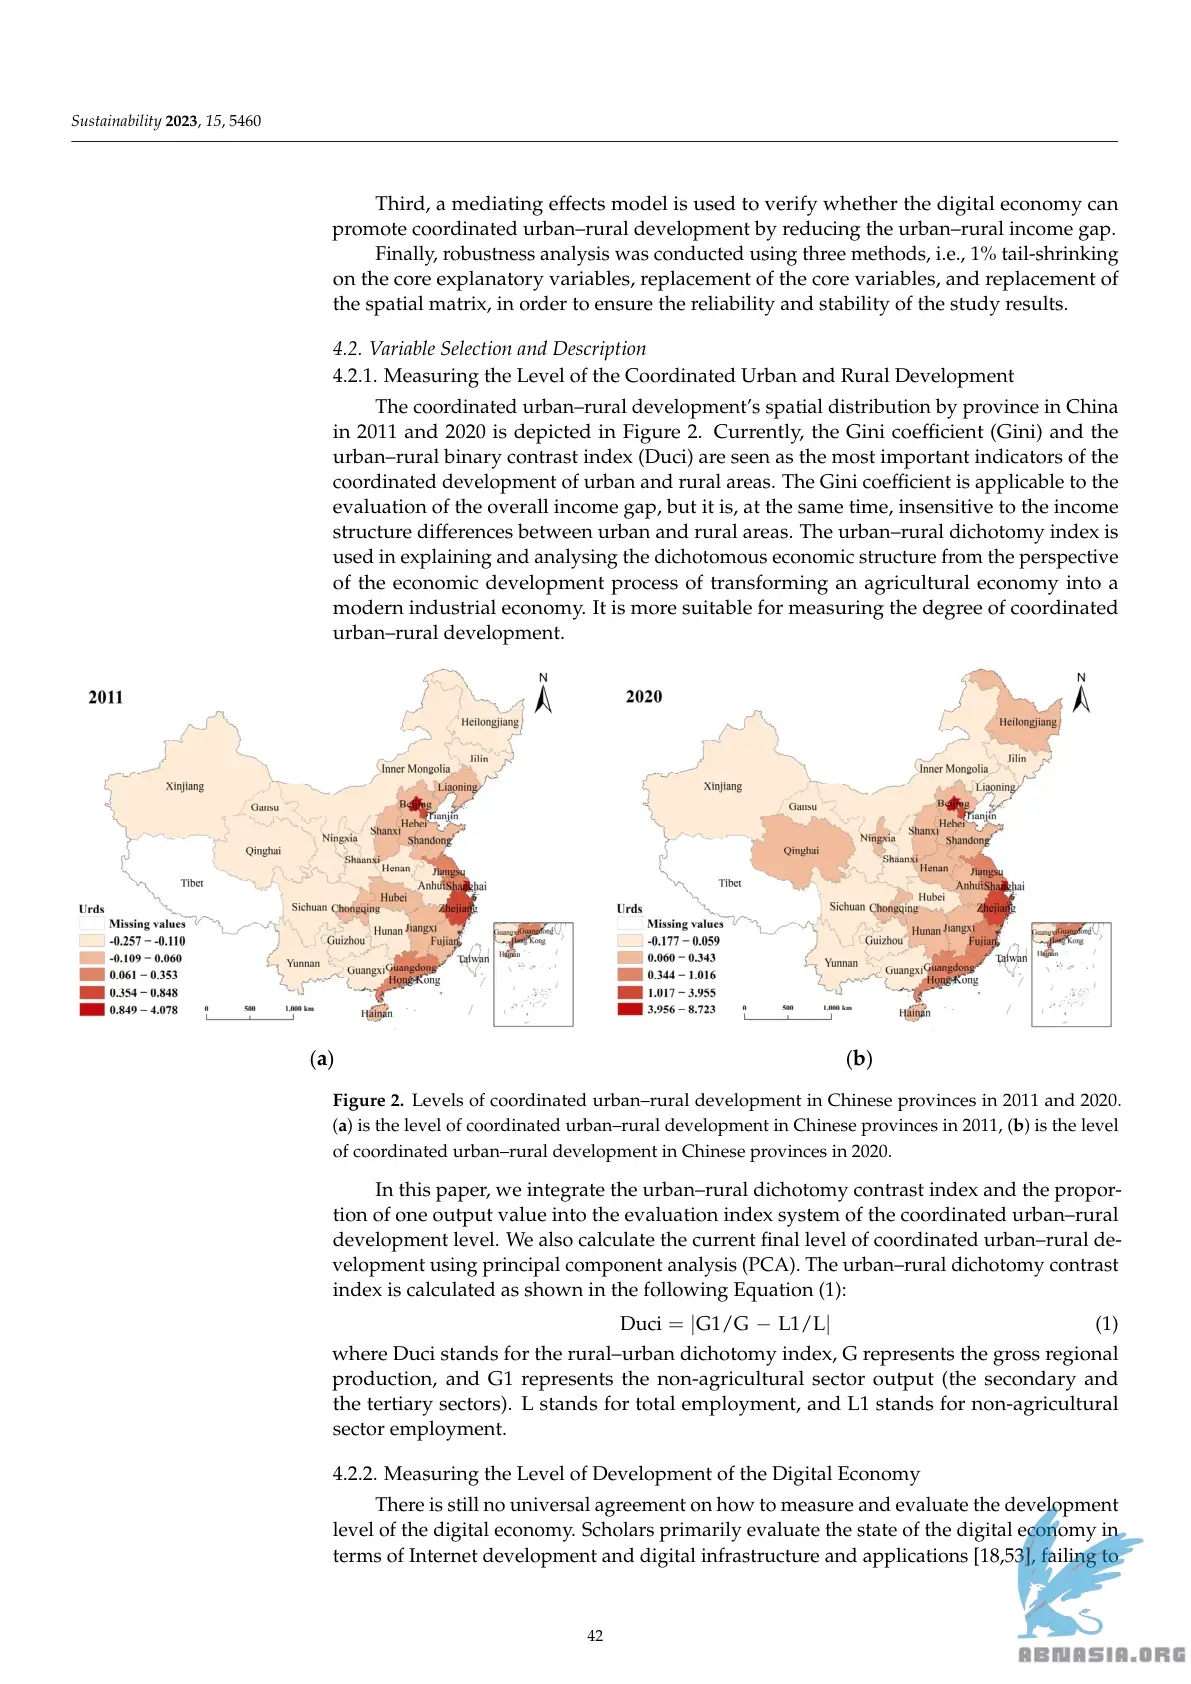 Sustainability 2023, 15, 5460
Third, a mediating effects model is used to verify whether the digital economy can
promote coordinated urban–rural development by reducing the urban–rural income gap.
Finally, robustness analysis was conducted using three methods, i.e., 1% tail-shrinking
on the core explanatory variables, replacement of the core variables, and replacement of
the spatial matrix, in order to ensure the reliability and stability of the study results.
4.2. Variable Selection and Description
4.2.1. Measuring the Level of the Coordinated Urban and Rural Development
The coordinated urban–rural development's spatial distribution by province in China
in 2011 and 2020 is depicted in Figure 2. Currently, the Gini coefficient (Gini) and the
urban–rural binary contrast index (Duci) are seen as the most important indicators of the
coordinated development of urban and rural areas. The Gini coefficient is applicable to the
evaluation of the overall income gap, but it is, at the same time, insensitive to the income
structure differences between urban and rural areas. The urban–rural dichotomy index is
used in explaining and analysing the dichotomous economic structure from the perspective
of the economic development process of transforming an agricultural economy into a
modern industrial economy. It is more suitable for measuring the degree of coordinated
urban–rural development.
2011
N
Heilongjiang
Jilin
Inner Mongolia
Xinjiang
Liaoning
Gansu
Beijing
Tianjin
Hebei
Shanxi
Ningxia
Shandong
Qinghai
Shaanxi
Henan
Jiangsu
Tibet
Anhui
Shanghai
Hubei
Sichuan
Chongqing
Zhejiang
Hunan
Jiangxi
Guizhou
Fujian
Taiwan
Yunnan
Guangxi
Guangdong
Hong Kong
Hainan
Urds
Missing values
-0.257 – -0.110
-0.109 – 0.060
0.061 – 0.353
0.354 – 0.848
0.849 – 4.078
0 500 1,000 km
Guangxi
Guangdong
Hong Kong
Hainan
(a)
2020
N
Heilongjiang
Jilin
Inner Mongolia
Xinjiang
Liaoning
Gansu
Beijing
Tianjin
Hebei
Shanxi
Ningxia
Shandong
Qinghai
Shaanxi
Henan
Jiangsu
Tibet
Anhui
Shanghai
Hubei
Sichuan
Chongqing
Zhejiang
Hunan
Jiangxi
Guizhou
Fujian
Taiwan
Yunnan
Guangxi
Guangdong
Hong Kong
Hainan
Urds
Missing values
-0.177 – 0.059
0.060 – 0.343
0.344 – 1.016
1.017 – 3.955
3.956 – 8.723
0 500 1,000 km
Guangxi
Guangdong
Hong Kong
Hainan
(b)
Figure 2. Levels of coordinated urban–rural development in Chinese provinces in 2011 and 2020.
(a) is the level of coordinated urban–rural development in Chinese provinces in 2011, (b) is the level
of coordinated urban–rural development in Chinese provinces in 2020.
In this paper, we integrate the urban–rural dichotomy contrast index and the propor-
tion of one output value into the evaluation index system of the coordinated urban–rural
development level. We also calculate the current final level of coordinated urban–rural de-
velopment using principal component analysis (PCA). The urban–rural dichotomy contrast
index is calculated as shown in the following Equation (1):
Duci = |G1/G − L1/L| (1)
where Duci stands for the rural–urban dichotomy index, G represents the gross regional
production, and G1 represents the non-agricultural sector output (the secondary and
the tertiary sectors). L stands for total employment, and L1 stands for non-agricultural
sector employment.
4.2.2. Measuring the Level of Development of the Digital Economy
There is still no universal agreement on how to measure and evaluate the development
level of the digital economy. Scholars primarily evaluate the state of the digital economy in
terms of Internet development and digital infrastructure and applications [18,53], failing to
42
ABNASIA.ORG